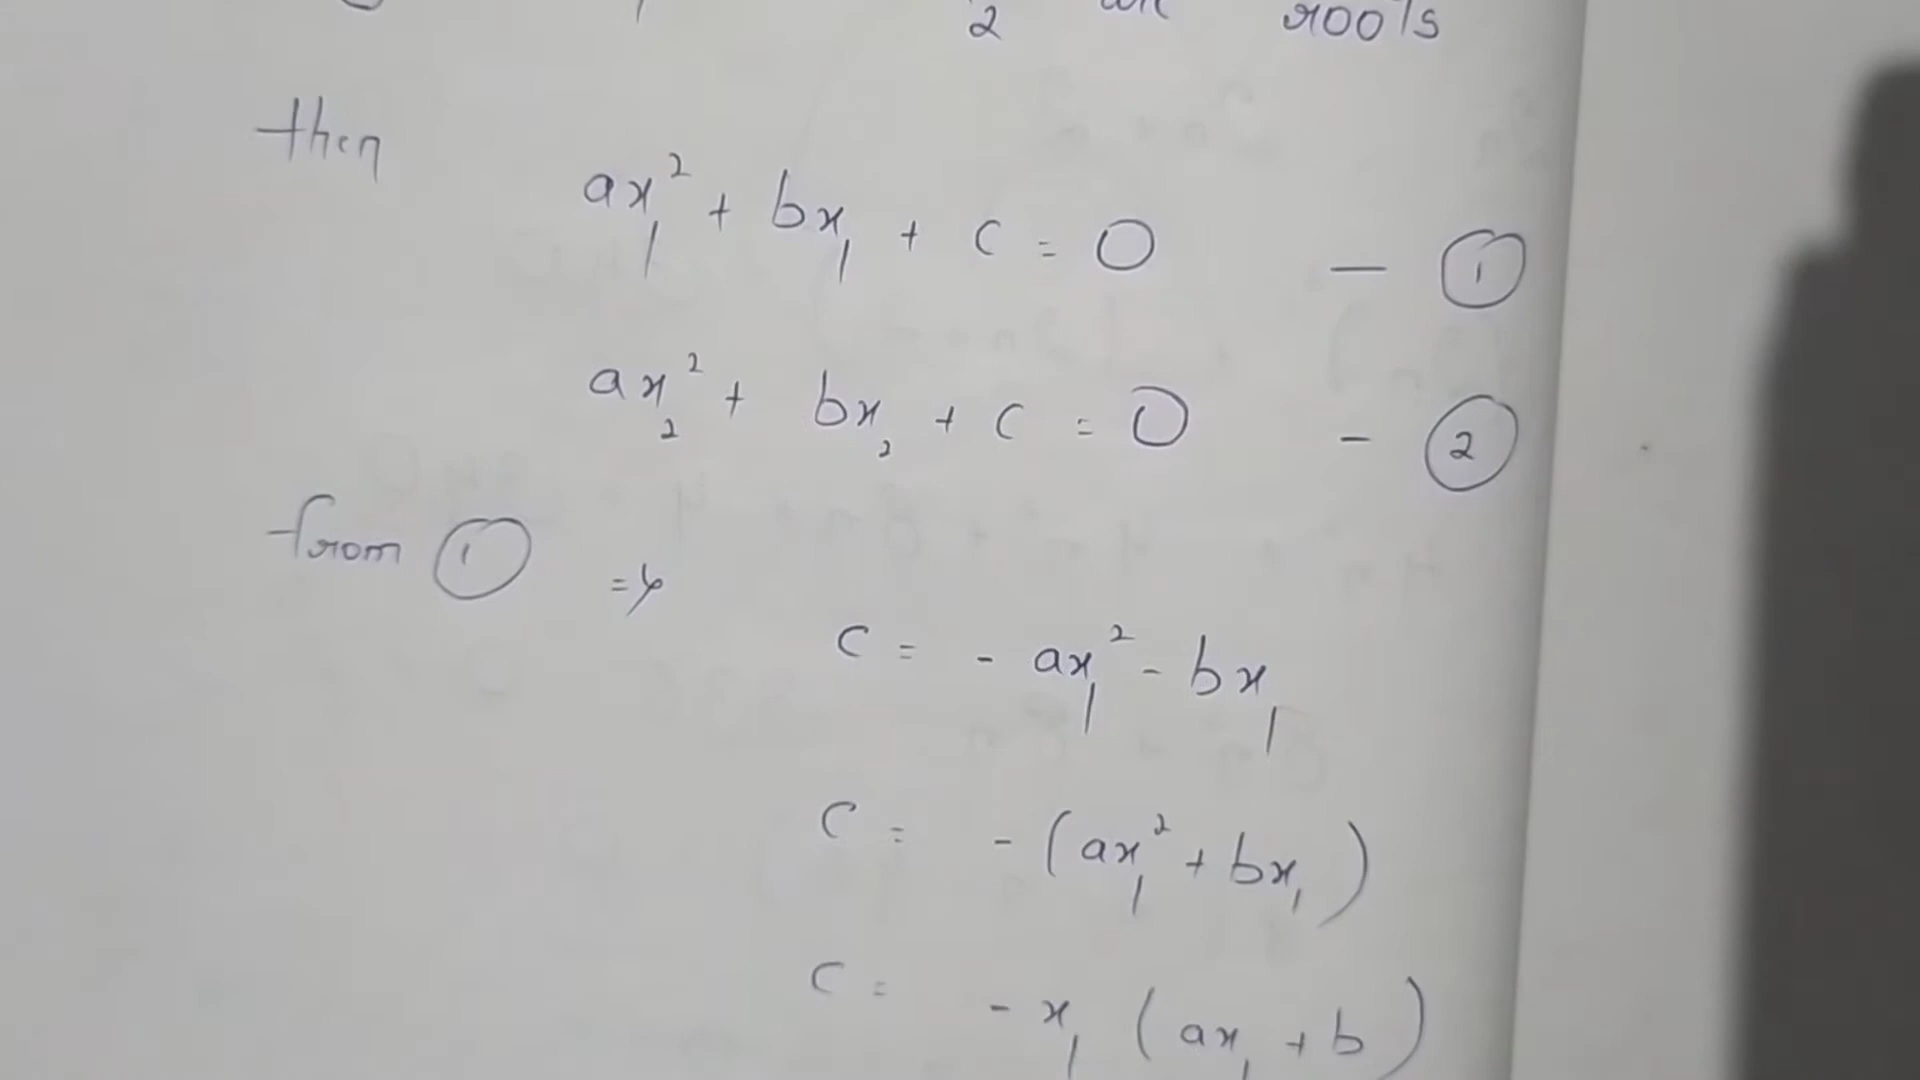 2 roots
then
ax₁² + bx₁ + c = 0 — ①
ax₂² + bx₂ + c = 0 - ②
from ① =>
c = - ax₁² - bx₁
c = - (ax₁² + bx₁)
c = - x₁ (ax₁ + b)